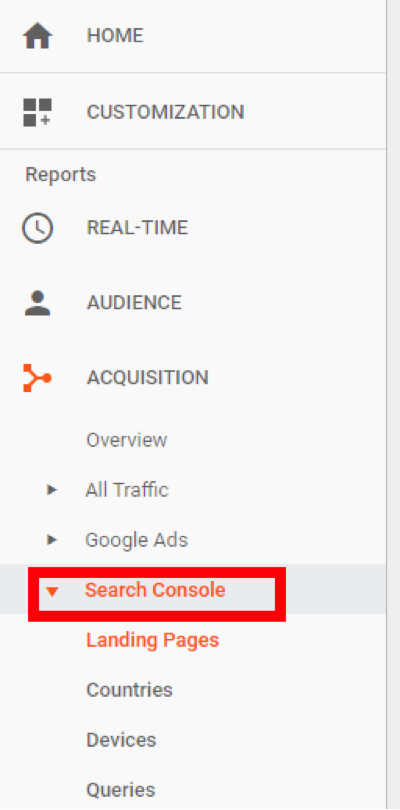 HOME
CUSTOMIZATION
Reports
REAL-TIME
AUDIENCE
ACQUISITION
Overview
All Traffic
Google Ads
Search Console
Landing Pages
Countries
Devices
Queries